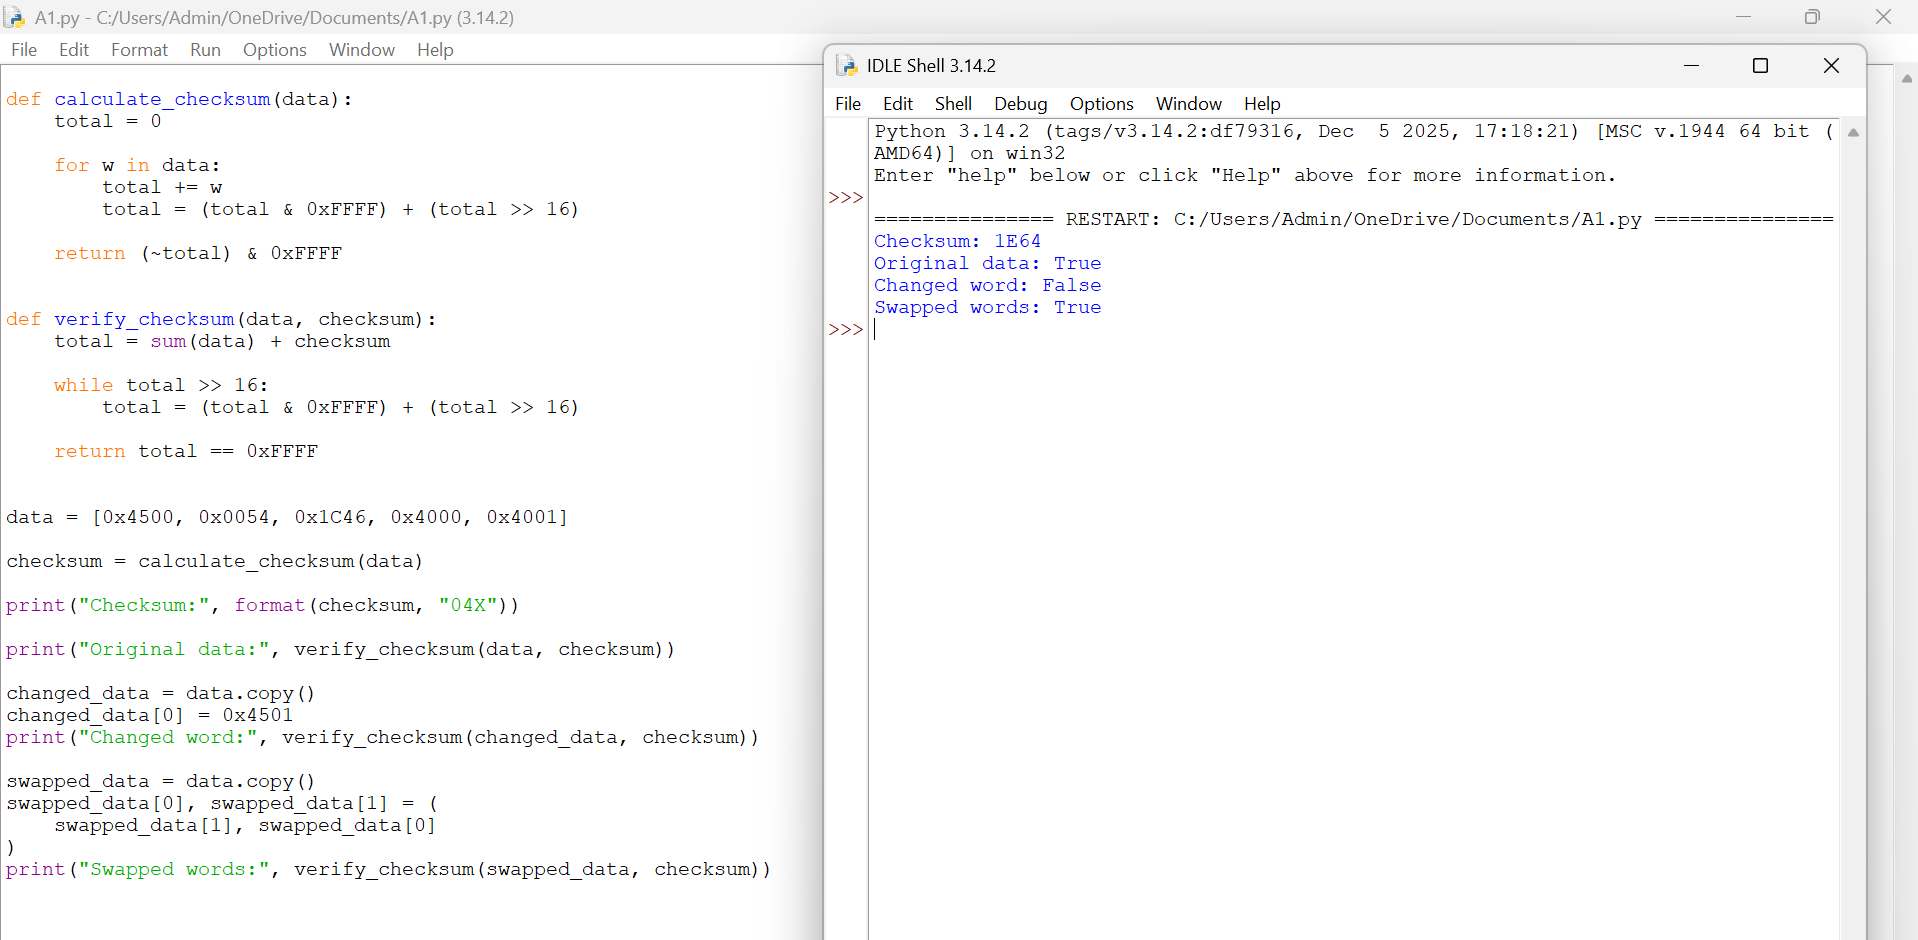 A1.py - C:/Users/Admin/OneDrive/Documents/A1.py (3.14.2)
File Edit Format Run Options Window Help
def calculate_checksum(data):
    total = 0

    for w in data:
        total += w
        total = (total & 0xFFFF) + (total >> 16)

    return (~total) & 0xFFFF


def verify_checksum(data, checksum):
    total = sum(data) + checksum

    while total >> 16:
        total = (total & 0xFFFF) + (total >> 16)

    return total == 0xFFFF


data = [0x4500, 0x0054, 0x1C46, 0x4000, 0x4001]

checksum = calculate_checksum(data)

print("Checksum:", format(checksum, "04X"))

print("Original data:", verify_checksum(data, checksum))

changed_data = data.copy()
changed_data[0] = 0x4501
print("Changed word:", verify_checksum(changed_data, checksum))

swapped_data = data.copy()
swapped_data[0], swapped_data[1] = (
    swapped_data[1], swapped_data[0]
)
print("Swapped words:", verify_checksum(swapped_data, checksum))
IDLE Shell 3.14.2
File Edit Shell Debug Options Window Help
Python 3.14.2 (tags/v3.14.2:df79316, Dec  5 2025, 17:18:21) [MSC v.1944 64 bit (
AMD64)] on win32
Enter "help" below or click "Help" above for more information.
>>>
=============== RESTART: C:/Users/Admin/OneDrive/Documents/A1.py ===============
Checksum: 1E64
Original data: True
Changed word: False
Swapped words: True
>>>